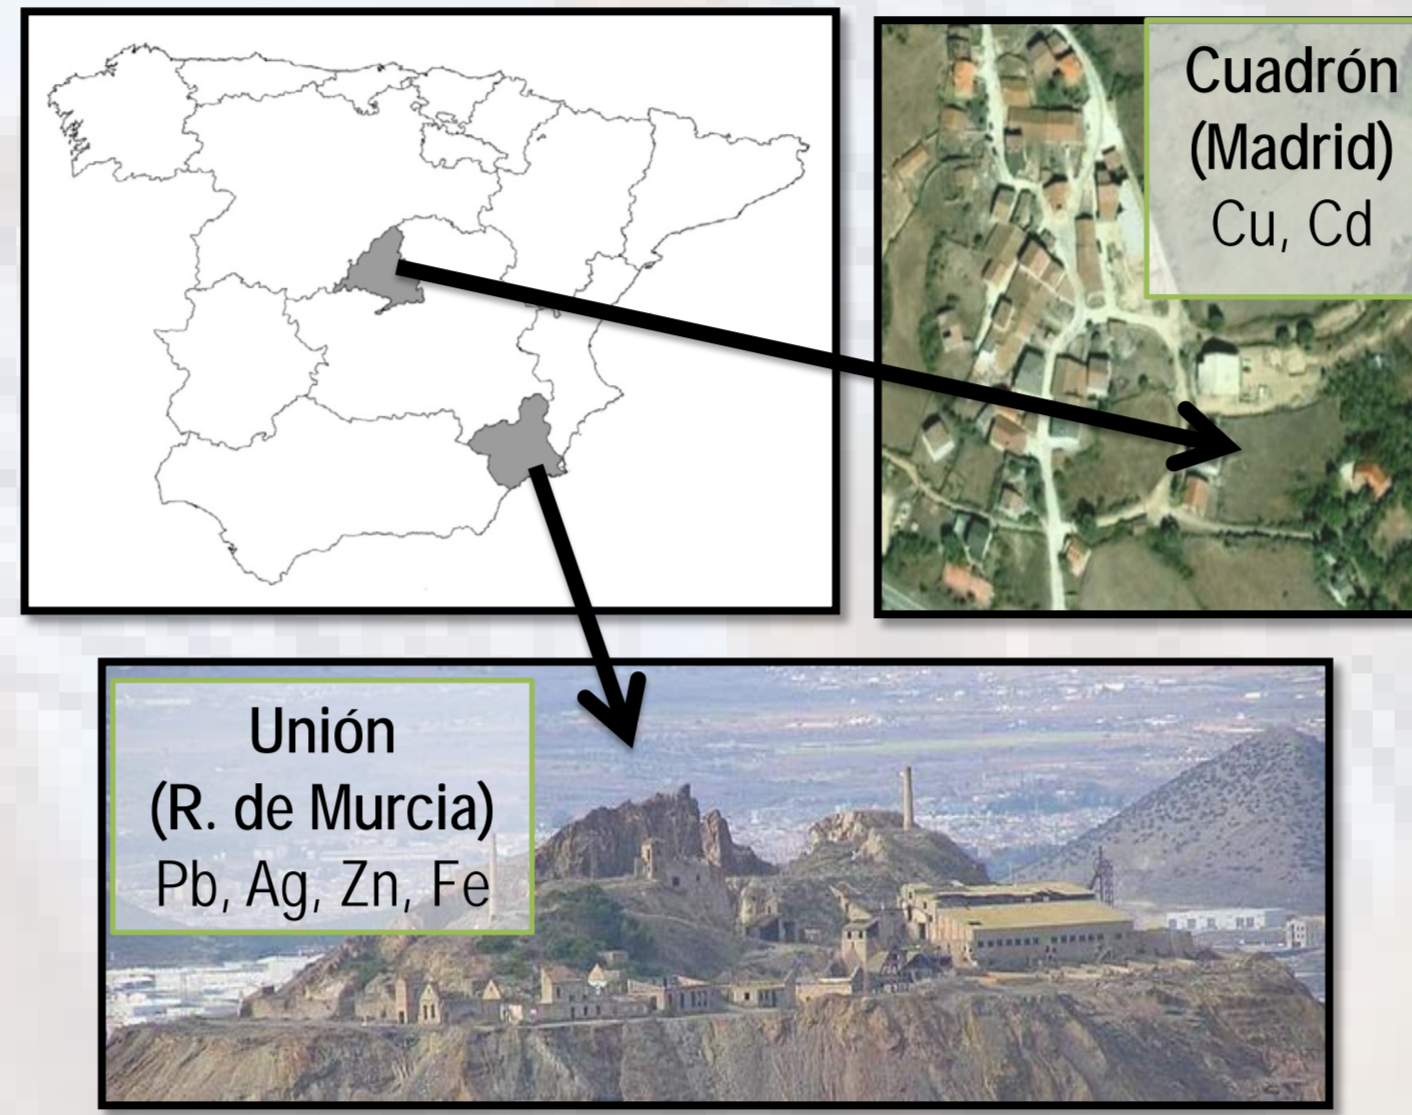 Cuadrón
(Madrid)
Cu, Cd
Unión
(R. de Murcia)
Pb, Ag, Zn, Fe